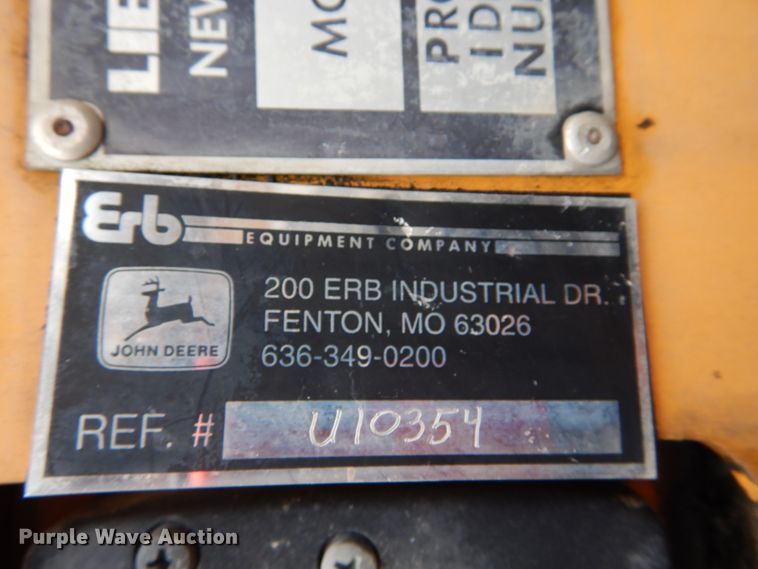 LIE
NEW
MO
PRO
ID
NU
Erb
EQUIPMENT COMPANY
JOHN DEERE
200 ERB INDUSTRIAL DR.
FENTON, MO 63026
636-349-0200
REF. # U10354
Purple Wave Auction®